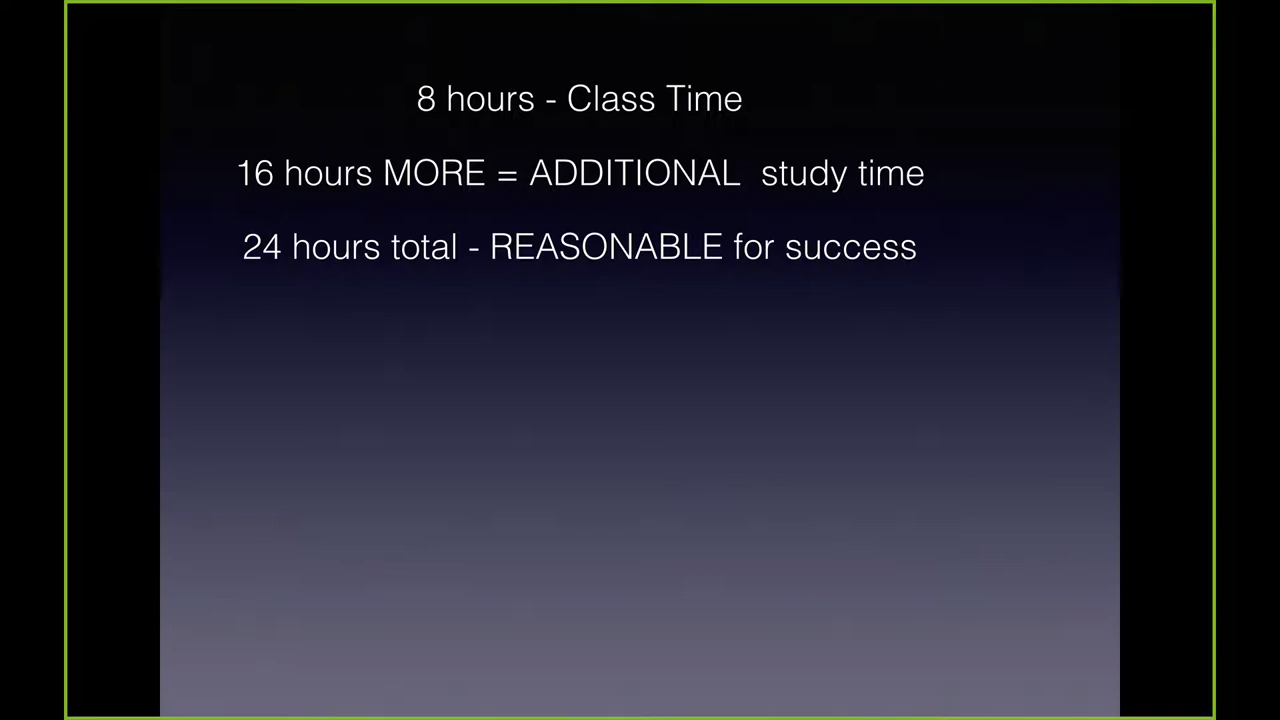 8 hours - Class Time
16 hours MORE = ADDITIONAL study time
24 hours total - REASONABLE for success